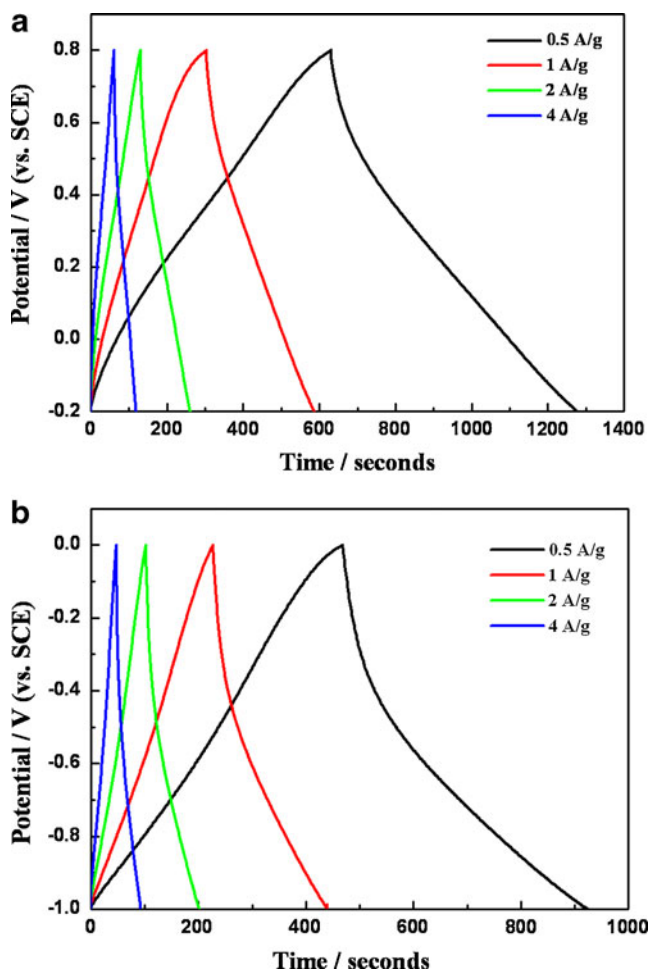 a
0.8
0.6
0.4
0.2
0.0
-0.2
Potential / V (vs. SCE)
0.5 A/g
1 A/g
2 A/g
4 A/g
0 200 400 600 800 1000 1200 1400
Time / seconds
b
0.0
-0.2
-0.4
-0.6
-0.8
-1.0
Potential / V (vs. SCE)
0.5 A/g
1 A/g
2 A/g
4 A/g
0 200 400 600 800 1000
Time / seconds